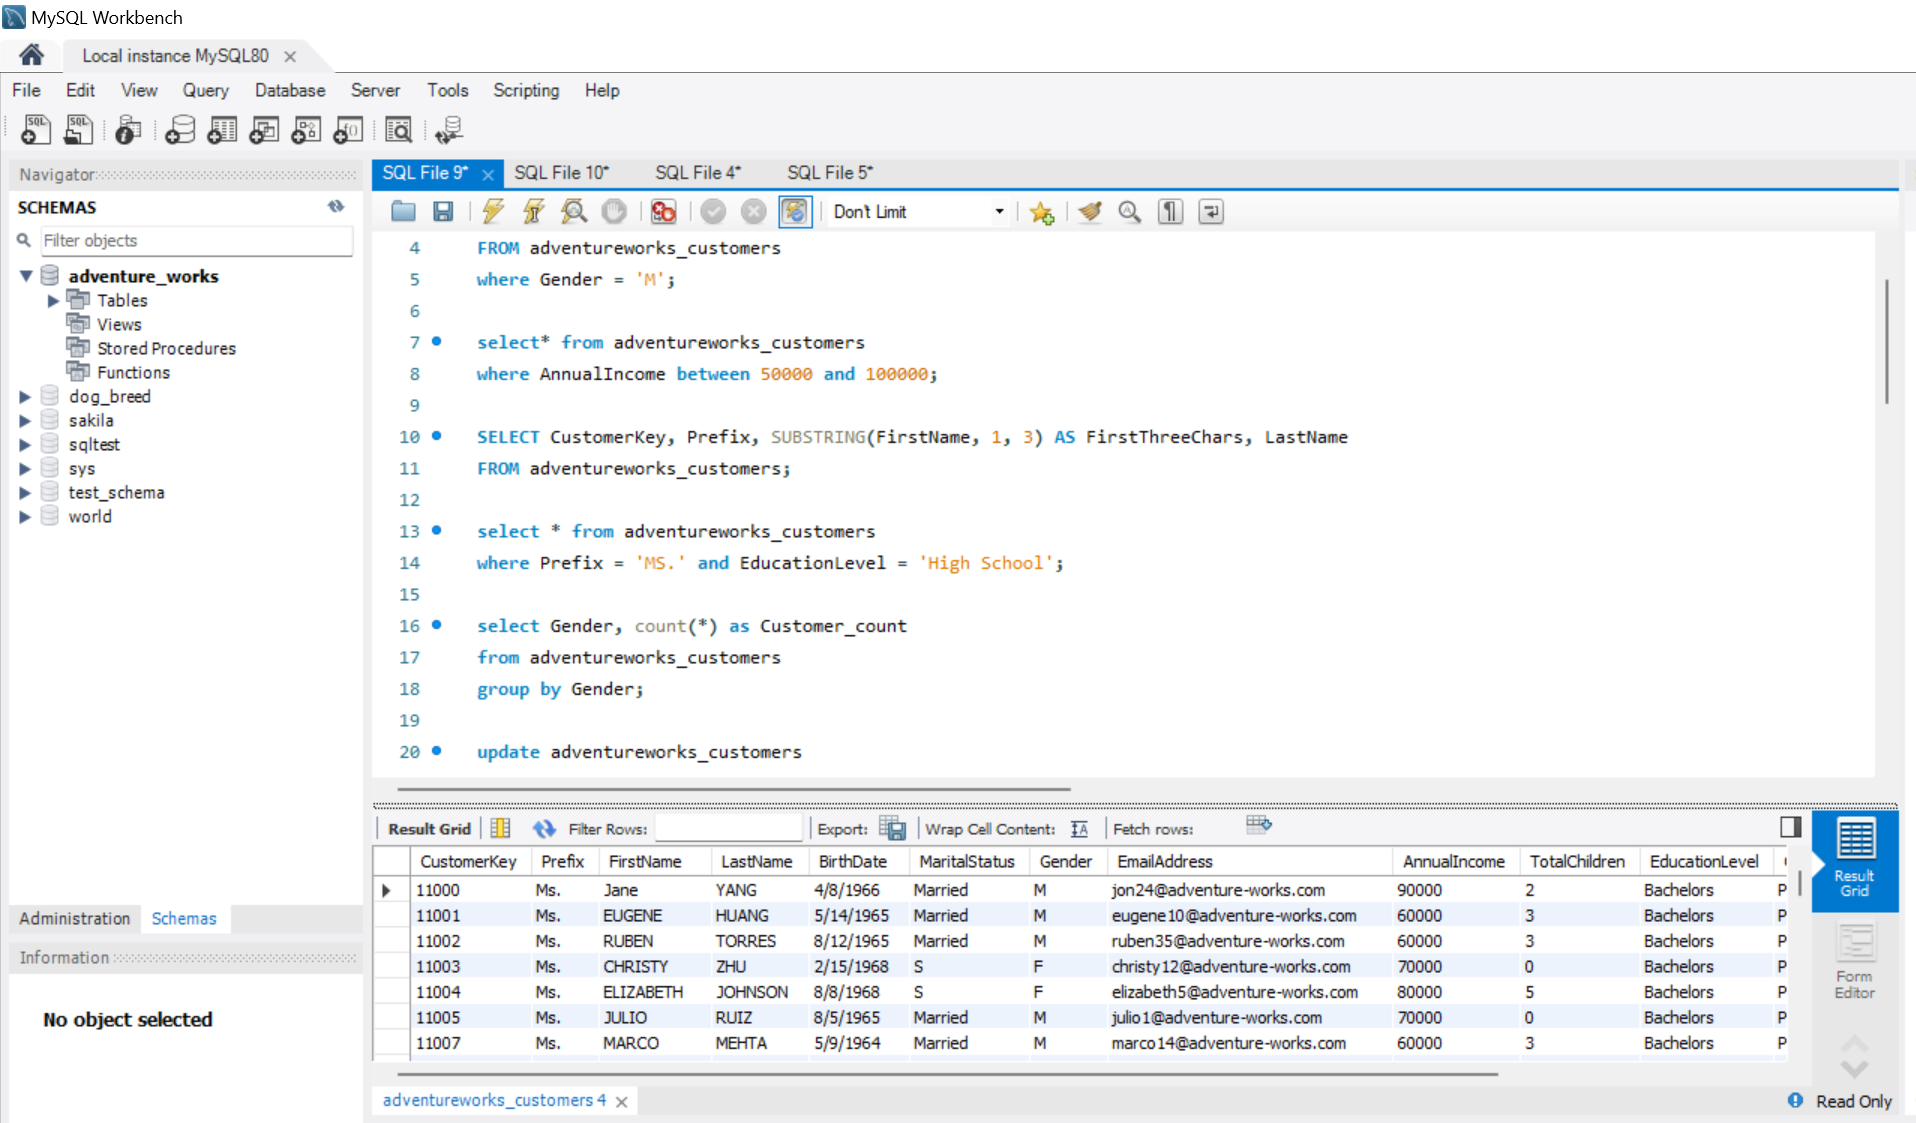 MySQL Workbench
Local instance MySQL80
File Edit View Query Database Server Tools Scripting Help
Navigator
SCHEMAS
Filter objects
adventure_works
Tables
Views
Stored Procedures
Functions
dog_breed
sakila
sqltest
sys
test_schema
world
Administration Schemas
Information
No object selected
SQL File 9* SQL File 10* SQL File 4* SQL File 5*
Don't Limit
4 FROM adventureworks_customers
5 where Gender = 'M';
6
7 select* from adventureworks_customers
8 where AnnualIncome between 50000 and 100000;
9
10 SELECT CustomerKey, Prefix, SUBSTRING(FirstName, 1, 3) AS FirstThreeChars, LastName
11 FROM adventureworks_customers;
12
13 select * from adventureworks_customers
14 where Prefix = 'MS.' and EducationLevel = 'High School';
15
16 select Gender, count(*) as Customer_count
17 from adventureworks_customers
18 group by Gender;
19
20 update adventureworks_customers
Result Grid Filter Rows: Export: Wrap Cell Content: Fetch rows:
CustomerKey Prefix FirstName LastName BirthDate MaritalStatus Gender EmailAddress AnnualIncome TotalChildren EducationLevel
11000 Ms. Jane YANG 4/8/1966 Married M jon24@adventure-works.com 90000 2 Bachelors P
11001 Ms. EUGENE HUANG 5/14/1965 Married M eugene10@adventure-works.com 60000 3 Bachelors P
11002 Ms. RUBEN TORRES 8/12/1965 Married M ruben35@adventure-works.com 60000 3 Bachelors P
11003 Ms. CHRISTY ZHU 2/15/1968 S F christy12@adventure-works.com 70000 0 Bachelors P
11004 Ms. ELIZABETH JOHNSON 8/8/1968 S F elizabeth5@adventure-works.com 80000 5 Bachelors P
11005 Ms. JULIO RUIZ 8/5/1965 Married M julio1@adventure-works.com 70000 0 Bachelors P
11007 Ms. MARCO MEHTA 5/9/1964 Married M marco14@adventure-works.com 60000 3 Bachelors P
Result
Grid
Form
Editor
adventureworks_customers 4
Read Only